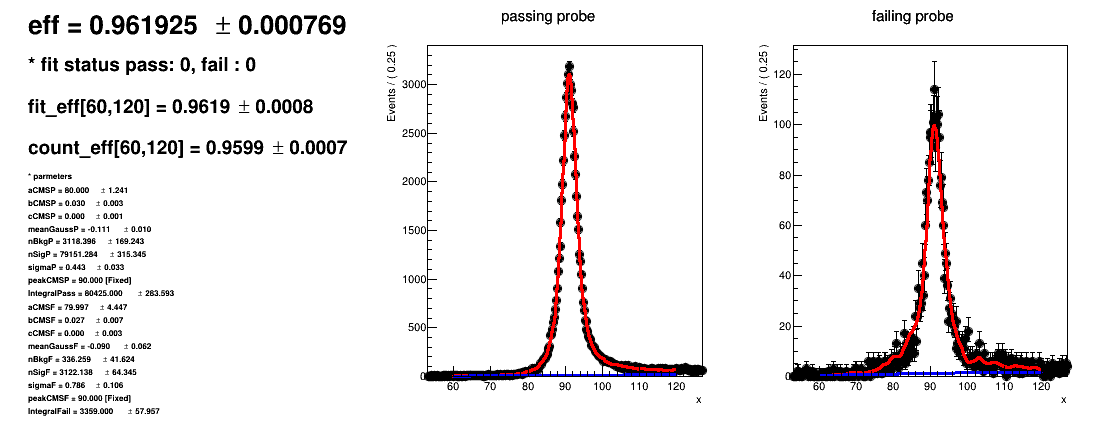 eff = 0.961925 ± 0.000769
* fit status pass: 0, fail : 0
fit_eff[60,120] = 0.9619 ± 0.0008
count_eff[60,120] = 0.9599 ± 0.0007
* parmeters
aCMSP = 80.000 ± 1.241
bCMSP = 0.030 ± 0.003
cCMSP = 0.000 ± 0.001
meanGaussP = -0.111 ± 0.010
nBkgP = 3118.396 ± 169.243
nSigP = 79151.284 ± 315.345
sigmaP = 0.443 ± 0.033
peakCMSP = 90.000 [Fixed]
IntegralPass = 80425.000 ± 283.593
aCMSF = 79.997 ± 4.447
bCMSF = 0.027 ± 0.007
cCMSF = 0.000 ± 0.003
meanGaussF = -0.090 ± 0.062
nBkgF = 336.259 ± 41.624
nSigF = 3122.138 ± 64.345
sigmaF = 0.786 ± 0.106
peakCMSF = 90.000 [Fixed]
IntegralFail = 3359.000 ± 57.957
passing probe
Events / ( 0.25 )
3000
2500
2000
1500
1000
500
0
60 70 80 90 100 110 120
x
failing probe
Events / ( 0.25 )
120
100
80
60
40
20
0
60 70 80 90 100 110 120
x